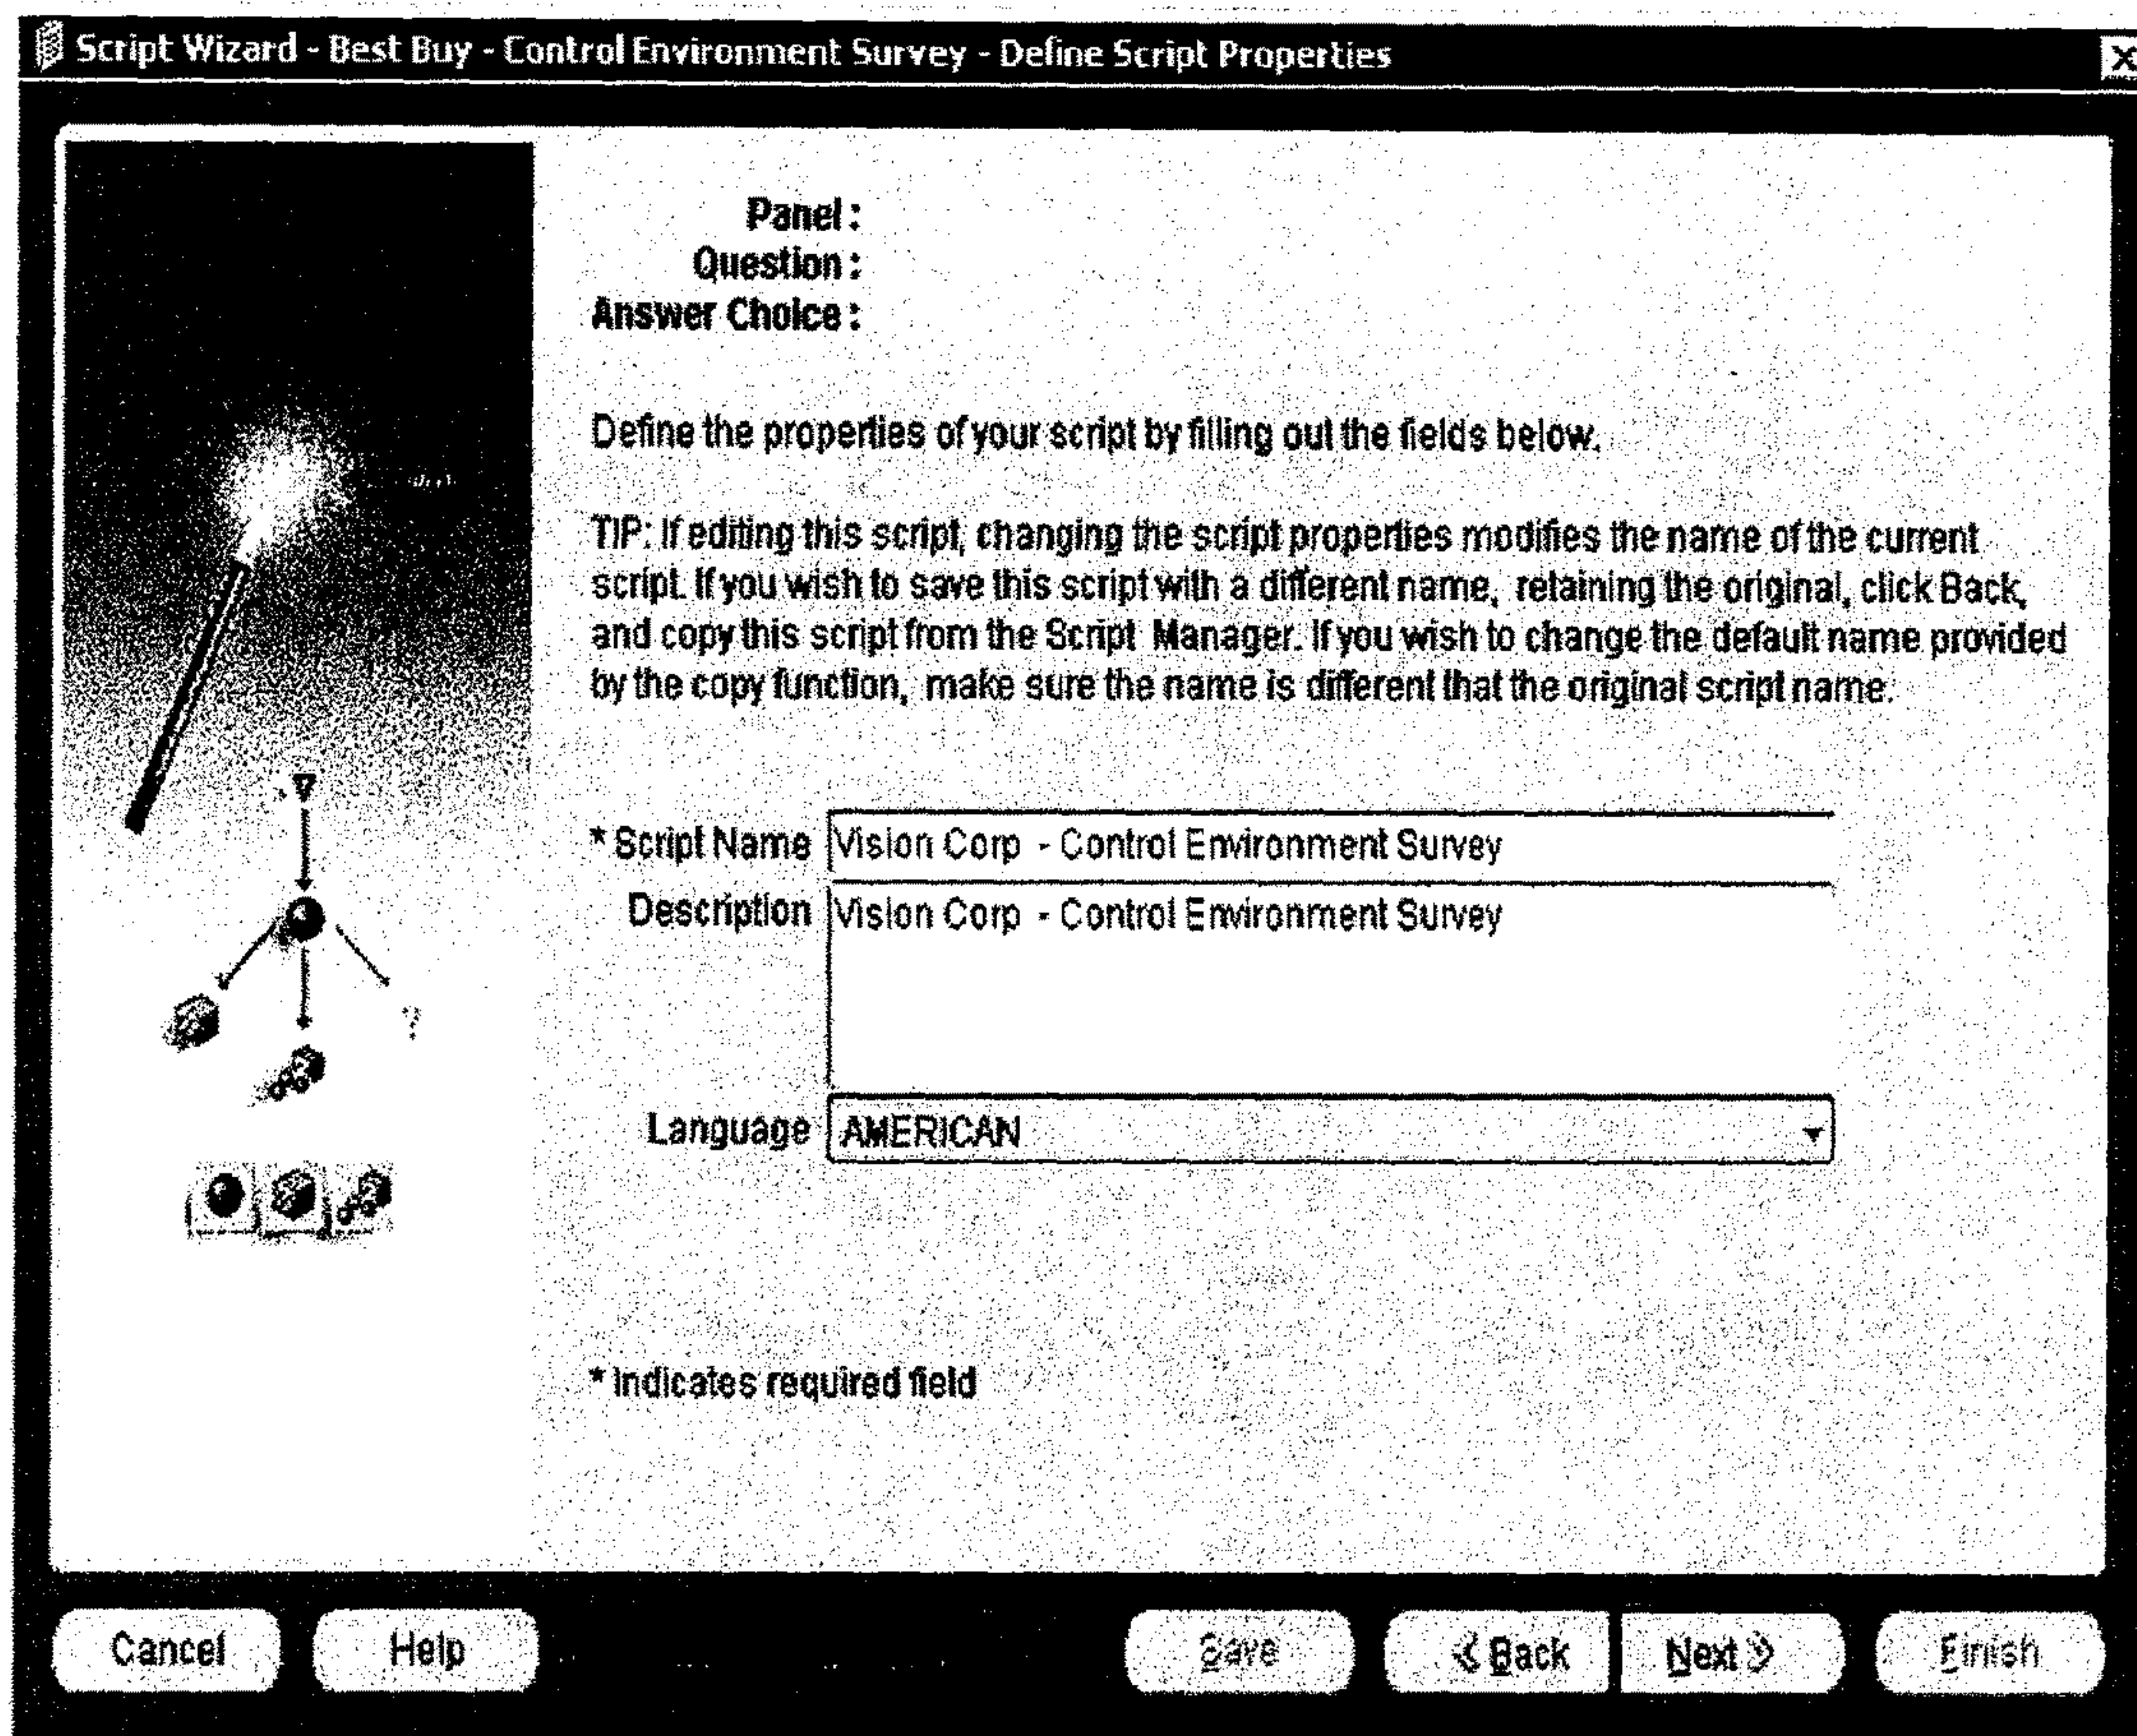 Script Wizard - Best Buy - Control Environment Survey - Define Script Properties
Panel :
Question :
Answer Choice :
Define the properties of your script by filling out the fields below.
TIP: If editing this script, changing the script properties modifies the name of the current
script. If you wish to save this script with a different name, retaining the original, click Back,
and copy this script from the Script Manager. If you wish to change the default name provided
by the copy function, make sure the name is different that the original script name.
* Script Name Vision Corp - Control Environment Survey
Description Vision Corp - Control Environment Survey
Language AMERICAN
* Indicates required field
Cancel Help Save Back Next Finish